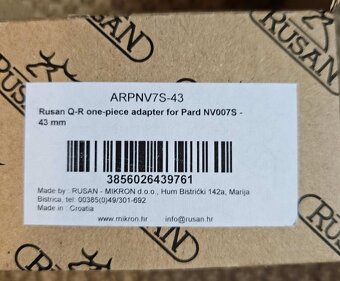 RUSAN
RUSAN
ARPNV7S-43
Rusan Q-R one-piece adapter for Pard NV007S -
43 mm
3856026439761
Made by : RUSAN - MIKRON d.o.o., Hum Bistrički 142a, Marija
Bistrica, tel: 00385(0)49/301-692
Made in : Croatia
www.mikron.hr info@rusan.hr
RUSAN